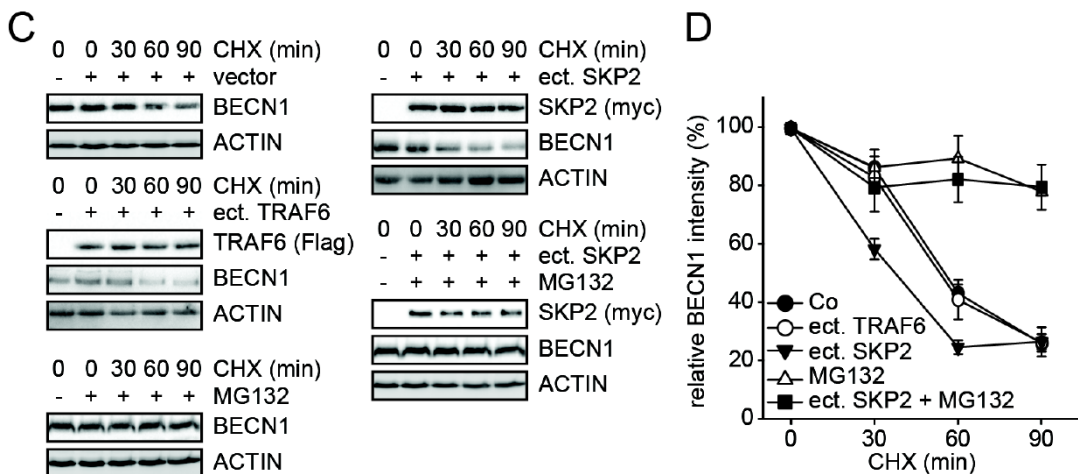 C
0 0 30 60 90 CHX (min)
- + + + + vector
BECN1
ACTIN
0 0 30 60 90 CHX (min)
- + + + + ect. TRAF6
TRAF6 (Flag)
BECN1
ACTIN
0 0 30 60 90 CHX (min)
- + + + + MG132
BECN1
ACTIN
0 0 30 60 90 CHX (min)
- + + + + ect. SKP2
SKP2 (myc)
BECN1
ACTIN
0 0 30 60 90 CHX (min)
- + + + + ect. SKP2
- + + + + MG132
SKP2 (myc)
BECN1
ACTIN
D
relative BECN1 intensity (%)
100
80
60
40
20
0
Co
ect. TRAF6
ect. SKP2
MG132
ect. SKP2 + MG132
0 30 60 90
CHX (min)